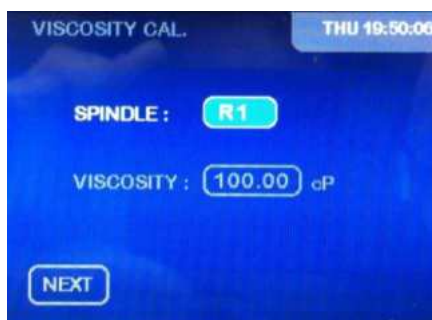 VISCOSITY CAL.
THU 19:50:06
SPINDLE : R1
VISCOSITY : 100.00 cP
NEXT